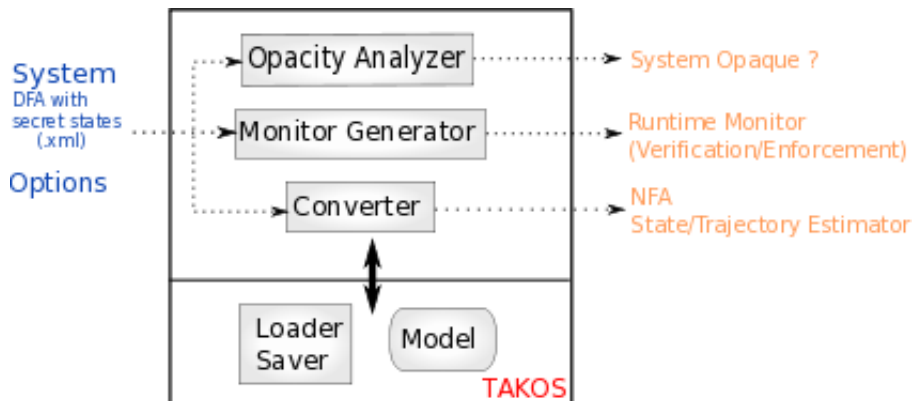 System
DFA with
secret states
(.xml)
Options
Opacity Analyzer
Monitor Generator
Converter
System Opaque ?
Runtime Monitor
(Verification/Enforcement)
NFA
State/Trajectory Estimator
Loader
Saver
Model
TAKOS